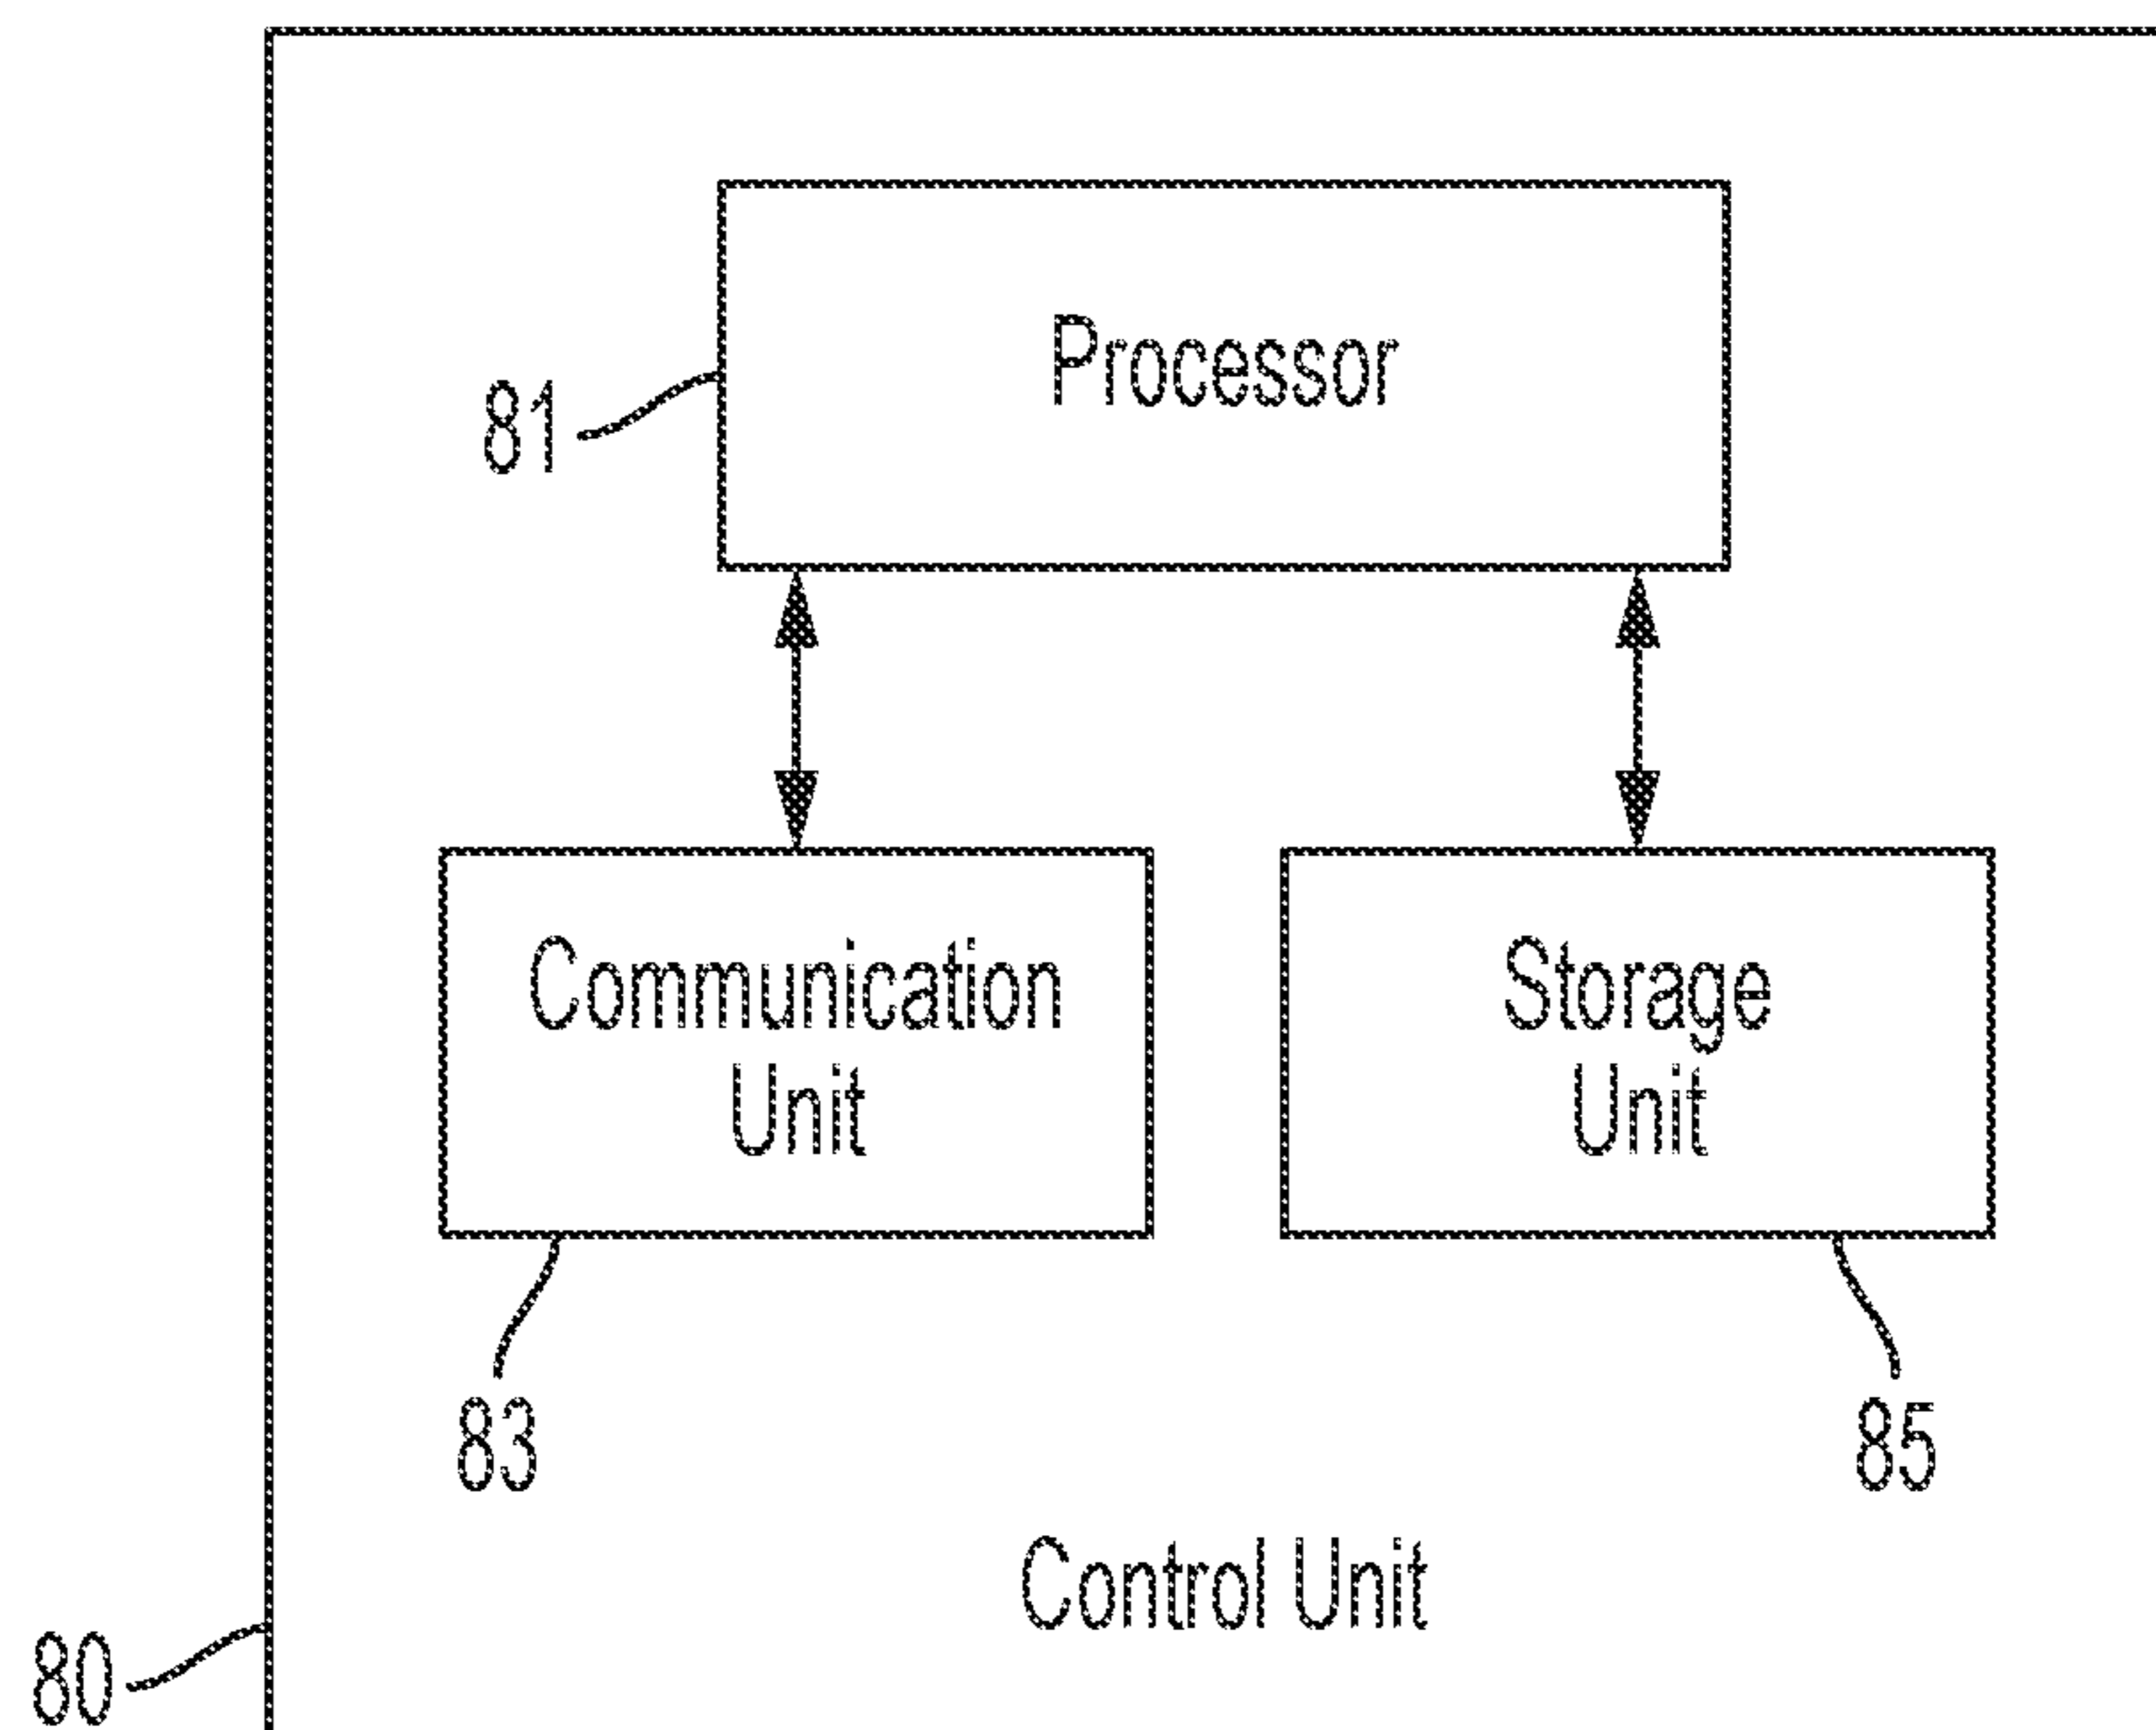 Processor
81
Communication
Unit
Storage
Unit
83
85
Control Unit
80